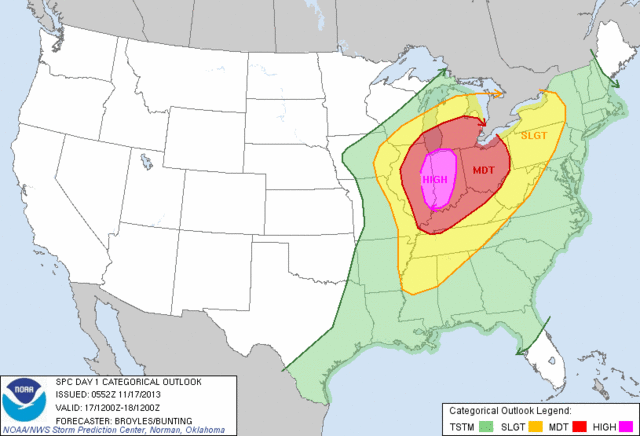 SLGT
MDT
HIGH
SPC DAY 1 CATEGORICAL OUTLOOK
ISSUED: 0552Z 11/17/2013
VALID: 17/1200Z-18/1200Z
FORECASTER: BROYLES/BUNTING
NOAA/NWS Storm Prediction Center, Norman, Oklahoma
NOAA
Categorical Outlook Legend:
TSTM SLGT MDT HIGH